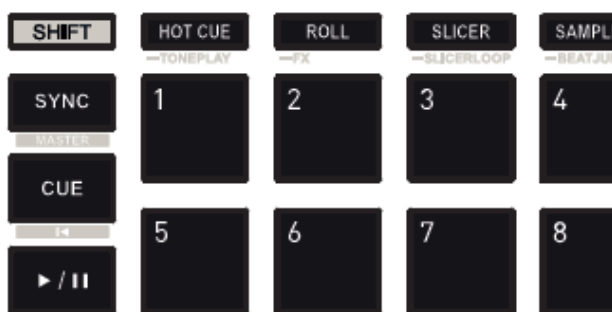 SHIFT HOT CUE ROLL SLICER SAMPL
—TONEPLAY —FX —SLICERLOOP —BEATJU
SYNC 1 2 3 4
MASTER
CUE
5 6 7 8
▶/❚❚